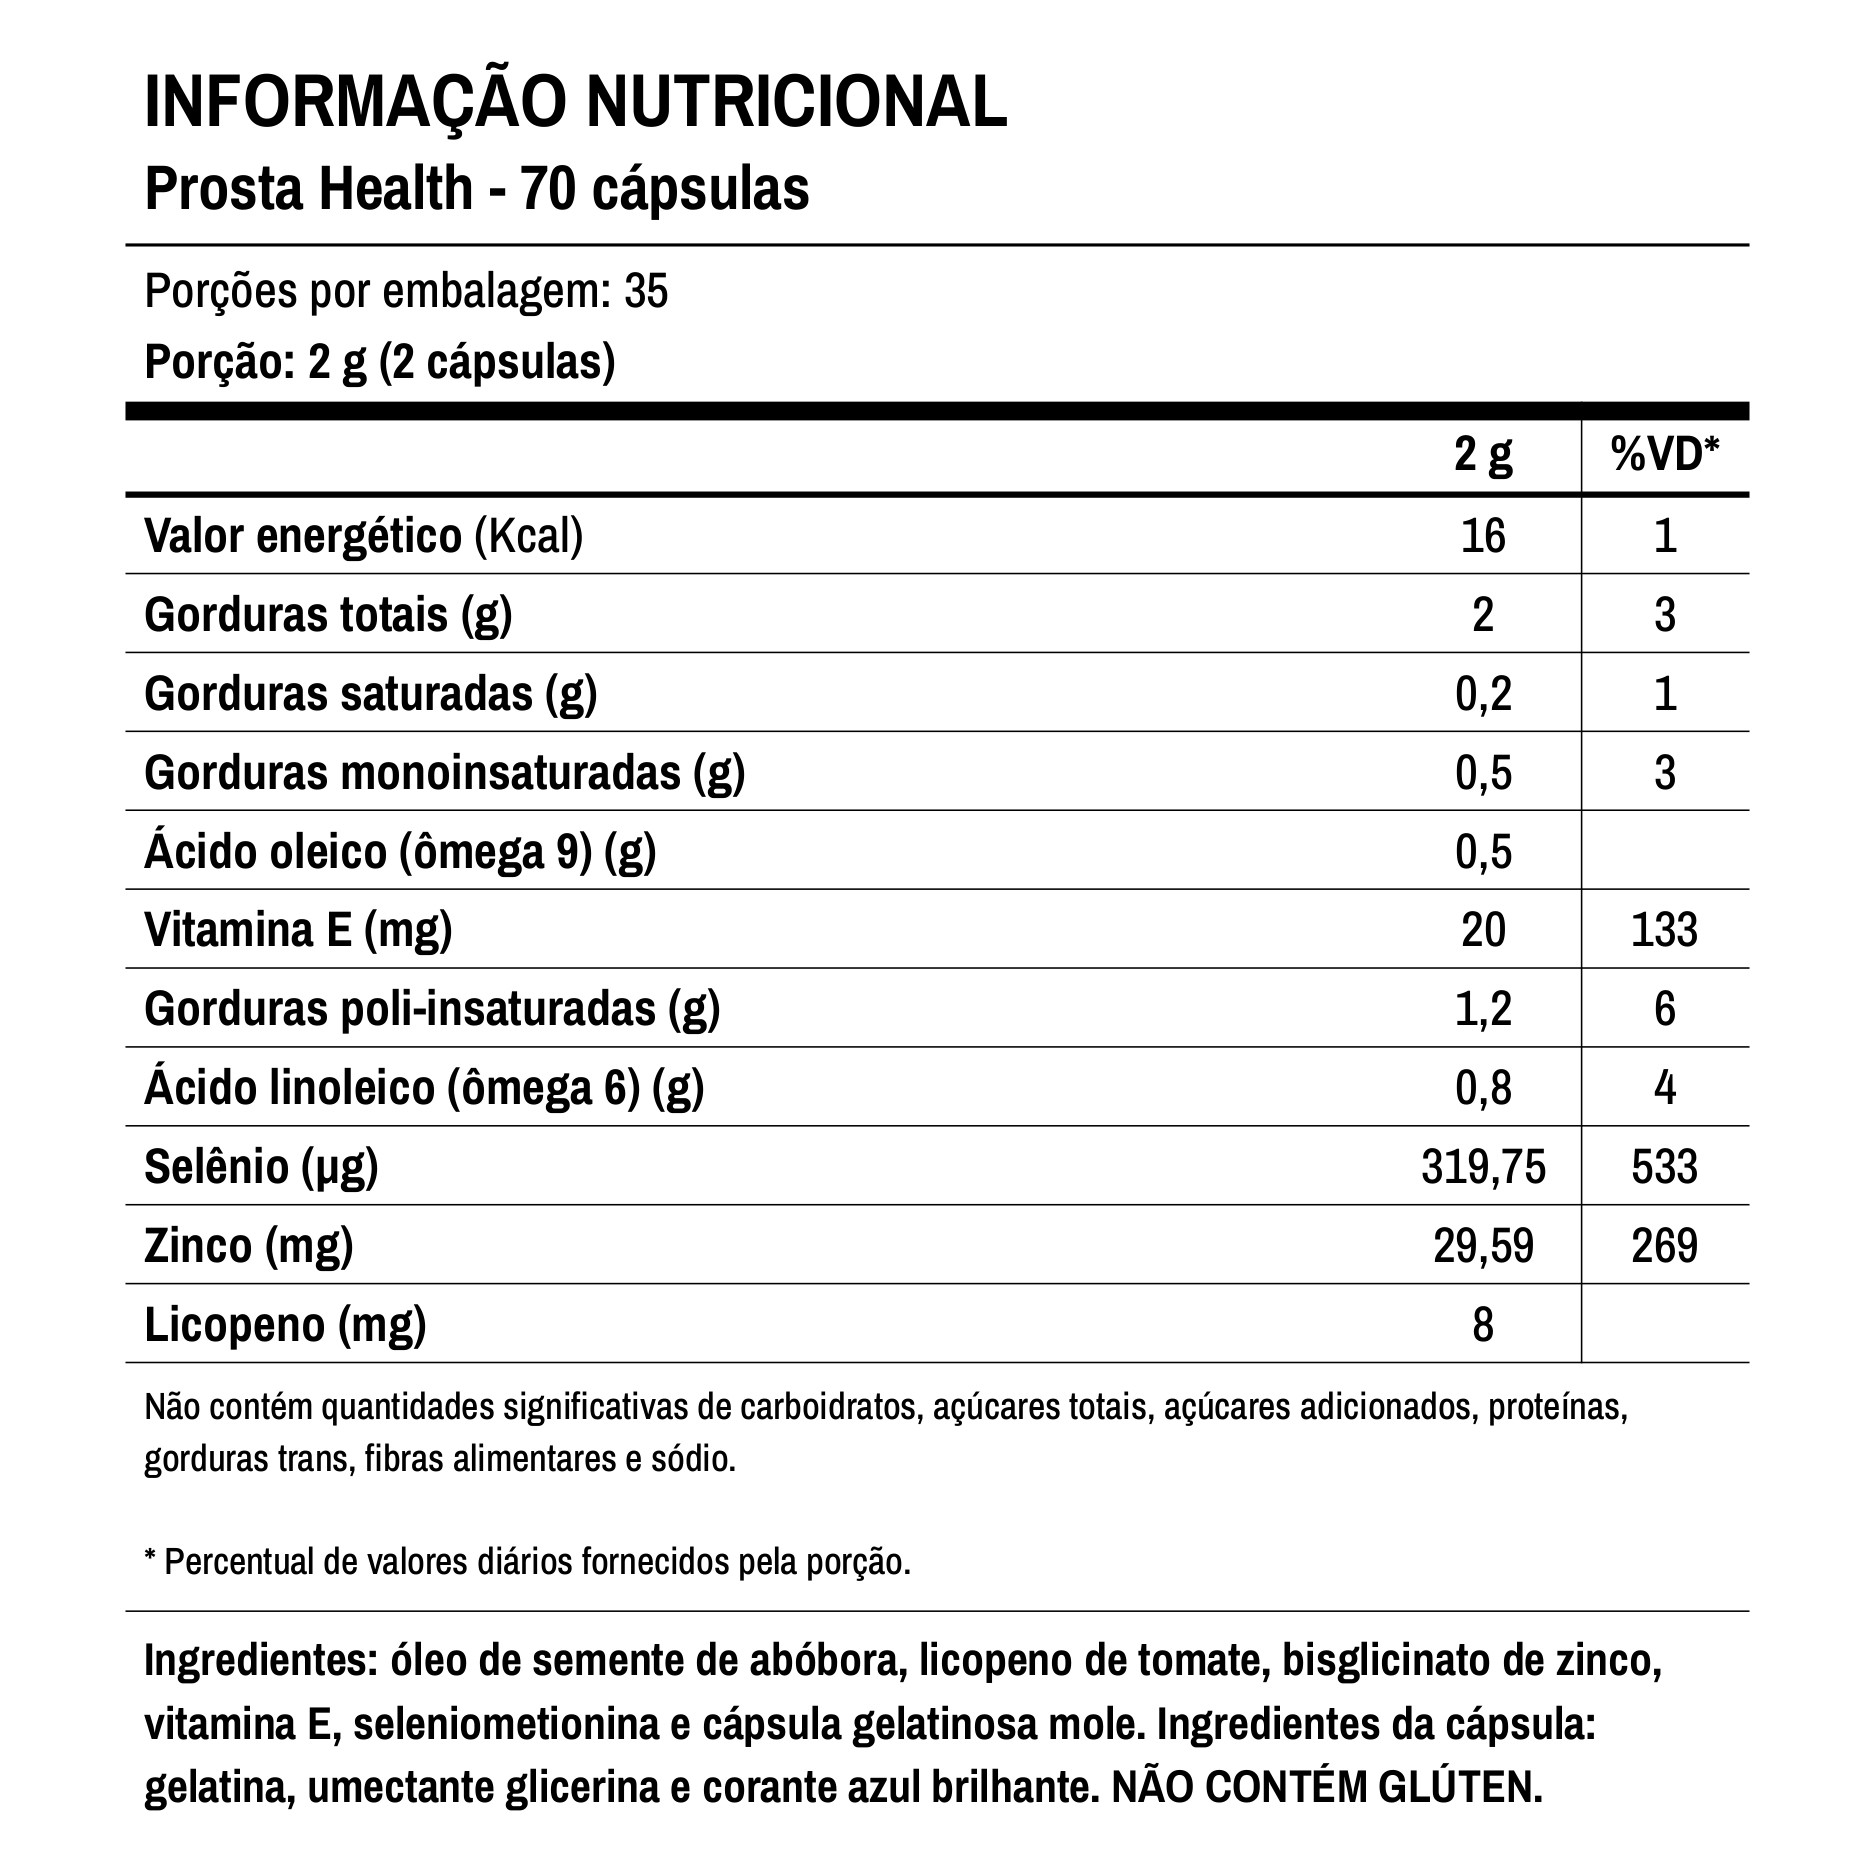 INFORMAÇÃO NUTRICIONAL
Prosta Health - 70 cápsulas
Porções por embalagem: 35
Porção: 2 g (2 cápsulas)
2 g %VD*
Valor energético (Kcal) 16 1
Gorduras totais (g) 2 3
Gorduras saturadas (g) 0,2 1
Gorduras monoinsaturadas (g) 0,5 3
Ácido oleico (ômega 9) (g) 0,5
Vitamina E (mg) 20 133
Gorduras poli-insaturadas (g) 1,2 6
Ácido linoleico (ômega 6) (g) 0,8 4
Selênio (µg) 319,75 533
Zinco (mg) 29,59 269
Licopeno (mg) 8
Não contém quantidades significativas de carboidratos, açúcares totais, açúcares adicionados, proteínas,
gorduras trans, fibras alimentares e sódio.
* Percentual de valores diários fornecidos pela porção.
Ingredientes: óleo de semente de abóbora, licopeno de tomate, bisglicinato de zinco,
vitamina E, seleniometionina e cápsula gelatinosa mole. Ingredientes da cápsula:
gelatina, umectante glicerina e corante azul brilhante. NÃO CONTÉM GLÚTEN.